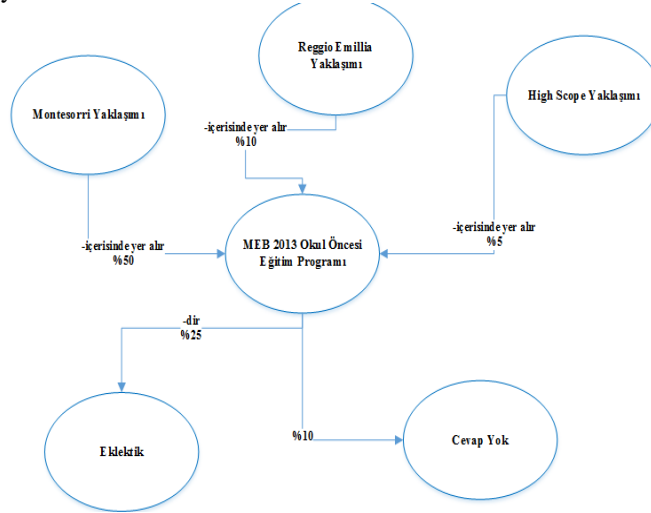 Reggio Emillia
Yaklaşımı
Montesorri Yaklaşımı
High Scope Yaklaşımı
-içerisinde yer alır
%10
-içerisinde yer alır
%50
MEB 2013 Okul Öncesi
Eğitim Programı
-içerisinde yer alır
%5
-dir
%25
Eklektik
%10
Cevap Yok